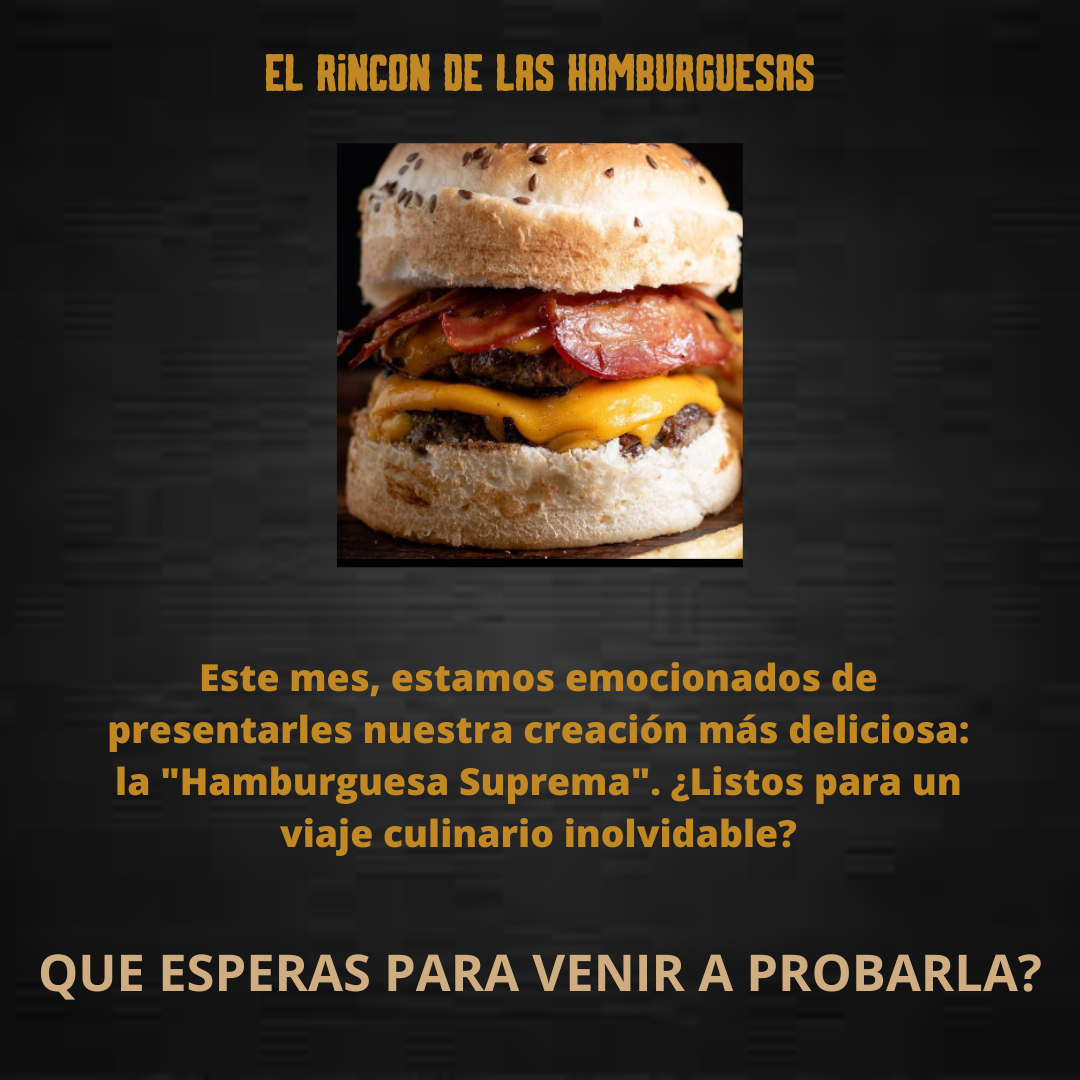 EL RiNCON DE LAS HAMBURGUESAS
Este mes, estamos emocionados de
presentarles nuestra creación más deliciosa:
la "Hamburguesa Suprema". ¿Listos para un
viaje culinario inolvidable?
QUE ESPERAS PARA VENIR A PROBARLA?